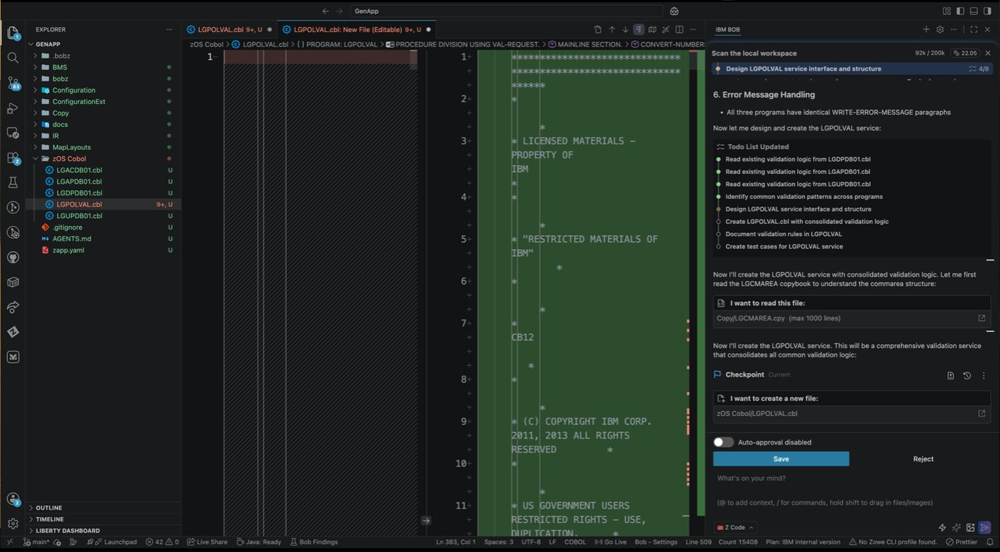 GenApp
EXPLORER
GENAPP
.bobz
BMS
bobz
Configuration
ConfigurationExt
Copy
docs
IR
MapLayouts
zOS Cobol
LGACDB01.cbl U
LGAPDB01.cbl U
LGDPDB01.cbl U
LGPOLVAL.cbl 9+, U
LGUPDB01.cbl U
.gitignore U
AGENTS.md U
zapp.yaml U
OUTLINE
TIMELINE
LIBERTY DASHBOARD
1
83
2
2
LGPOLVAL.cbl 9+, U
LGPOLVAL.cbl: New File (Editable) 9+, U
zOS Cobol > LGPOLVAL.cbl > { } PROGRAM: LGPOLVAL > PROCEDURE DIVISION USING VAL-REQUEST. > MAINLINE SECTION. > CONVERT-NUMBER
1-
1+ ******************************
+ ******************************
+ ******
2+ *
+ *
3+ * LICENSED MATERIALS -
+ PROPERTY OF
+ IBM
+ *
4+ *
+ *
5+ * "RESTRICTED MATERIALS OF
+ IBM"
+ *
6+ *
+ *
7+ *
+ CB12
+ *
8+ *
+ *
9+ * (C) COPYRIGHT IBM CORP.
+ 2011, 2013 ALL RIGHTS
+ RESERVED *
10+ *
+ *
11+ * US GOVERNMENT USERS
+ RESTRICTED RIGHTS - USE,
+ DUPLICATION, *
IBM BOB
Scan the local workspace 92k / 200k 22.05
Design LGPOLVAL service interface and structure 4/8
6. Error Message Handling
• All three programs have identical WRITE-ERROR-MESSAGE paragraphs
Now let me design and create the LGPOLVAL service:
Todo List Updated
Read existing validation logic from LGDPDB01.cbl
Read existing validation logic from LGAPDB01.cbl
Read existing validation logic from LGUPDB01.cbl
Identify common validation patterns across programs
Design LGPOLVAL service interface and structure
Create LGPOLVAL.cbl with consolidated validation logic
Document validation rules in LGPOLVAL
Create test cases for LGPOLVAL service
Now I'll create the LGPOLVAL service with consolidated validation logic. Let me first
read the LGCMAREA copybook to understand the commarea structure:
I want to read this file:
Copy/LGCMAREA.cpy (max 1000 lines)
Now I'll create the LGPOLVAL service. This will be a comprehensive validation service
that consolidates all common validation logic:
Checkpoint Current
I want to create a new file:
zOS Cobol/LGPOLVAL.cbl
Auto-approval disabled
Save Reject
What's on your mind?
(@ to add context, / for commands, hold shift to drag in files/images)
Z Code
main* Launchpad 42 0 Live Share Java: Ready Bob Findings Ln 383, Col 1 Spaces: 3 UTF-8 LF COBOL Go Live Bob - Settings Line 509 Count 15408 Plan: IBM internal version No Zowe CLI profile found. Prettier